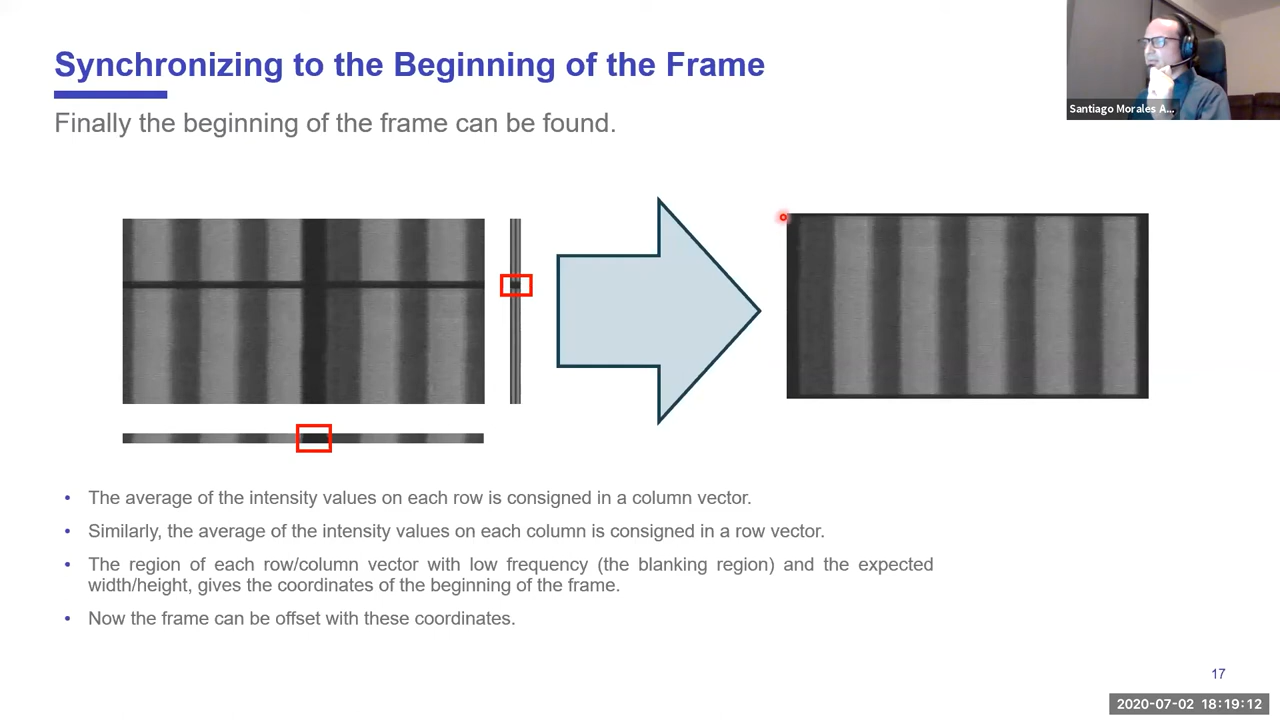 Synchronizing to the Beginning of the Frame
Finally the beginning of the frame can be found.
Santiago Morales A...
• The average of the intensity values on each row is consigned in a column vector.
• Similarly, the average of the intensity values on each column is consigned in a row vector.
• The region of each row/column vector with low frequency (the blanking region) and the expected
width/height, gives the coordinates of the beginning of the frame.
• Now the frame can be offset with these coordinates.
17
2020-07-02 18:19:12